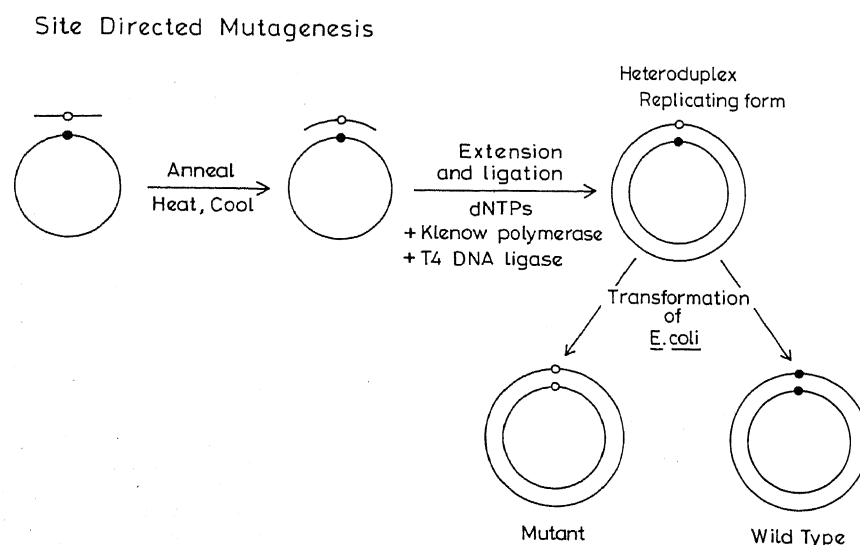 Site Directed Mutagenesis
Heteroduplex
Replicating form
Anneal
Heat, Cool
Extension
and ligation
dNTPs
+ Klenow polymerase
+ T4 DNA ligase
Transformation
of
E.coli
Mutant
Wild Type